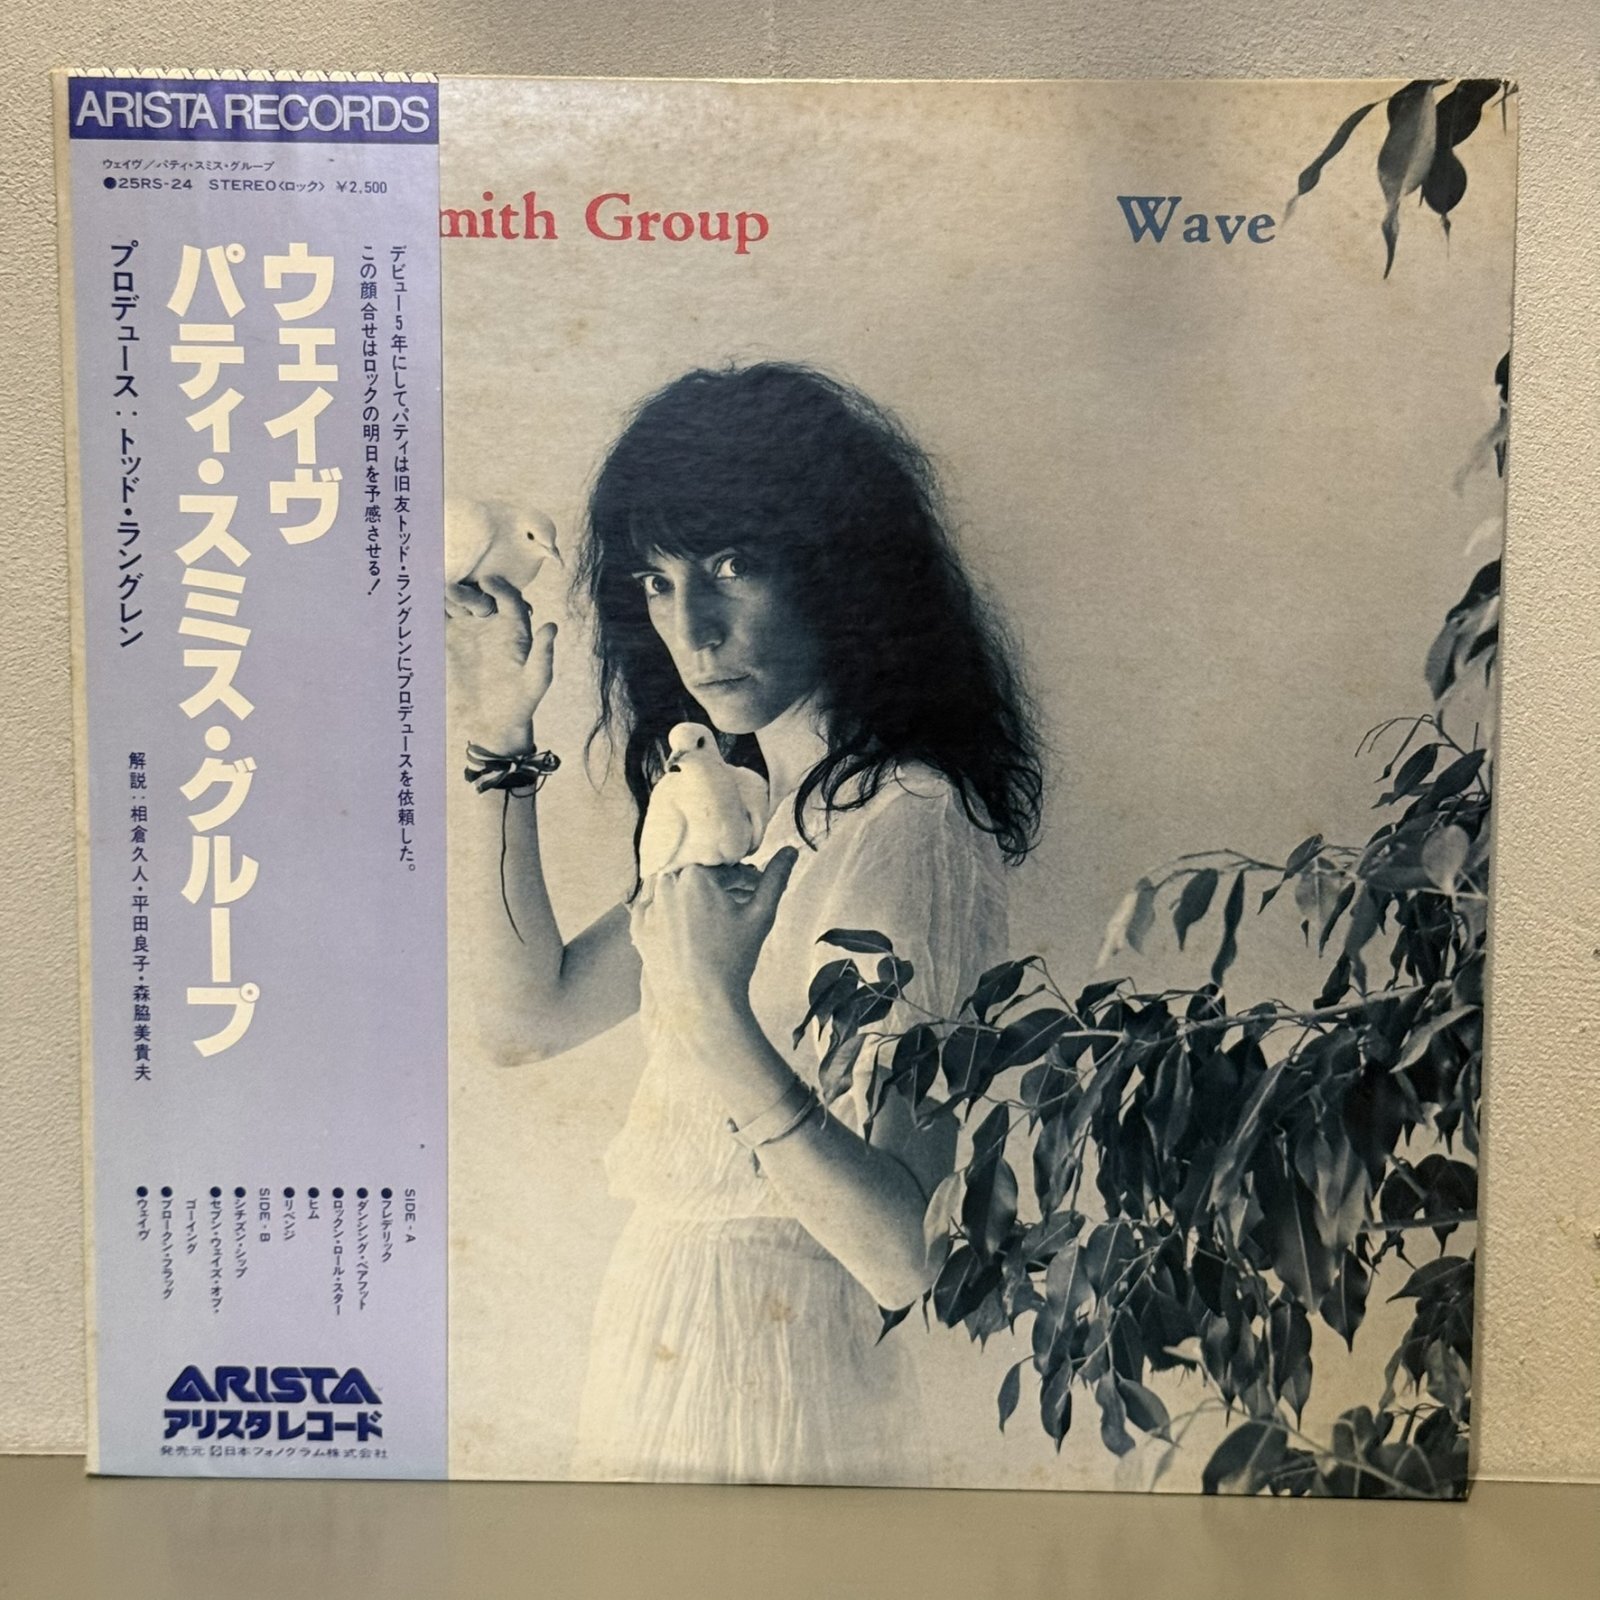 ARISTA RECORDS
ウェイヴ／パティ・スミス・グループ
●25RS-24 STEREO〈ロック〉 ¥2,500
mith Group
Wave
デビュー5年にしてパティは旧友トッド・ラングレンにプロデュースを依頼した。
この顔合せはロックの明日を予感させる！
ウェイヴ
パティ・スミス・グループ
プロデュース：トッド・ラングレン
解説：相倉久人・平田良子・森脇美貴夫
SIDE-A
●フレデリック
●ダンシング・ベアフット
●ロックン・ロール・スター
●ヒム
●リベンジ
SIDE-B
●シチズン・シップ
●セブン・ウェイズ・オブ・
ゴーイング
●ブロークン・フラッグ
●ウェイヴ
ARISTA
アリスタレコード
発売元 日本フォノグラム株式会社